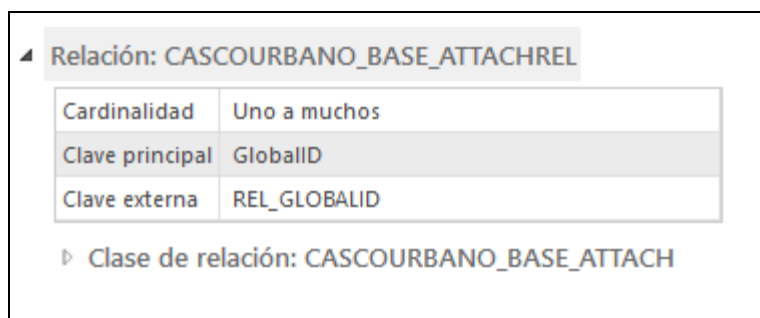 Relación: CASCOURBANO_BASE_ATTACHREL
Cardinalidad Uno a muchos
Clave principal GlobalID
Clave externa REL_GLOBALID
Clase de relación: CASCOURBANO_BASE_ATTACH